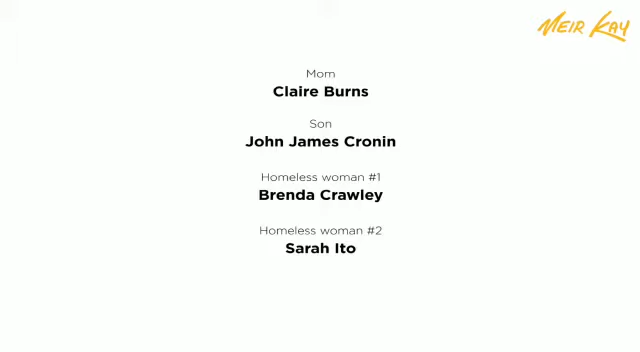 MEIR KAY
Mom
Claire Burns
Son
John James Cronin
Homeless woman #1
Brenda Crawley
Homeless woman #2
Sarah Ito